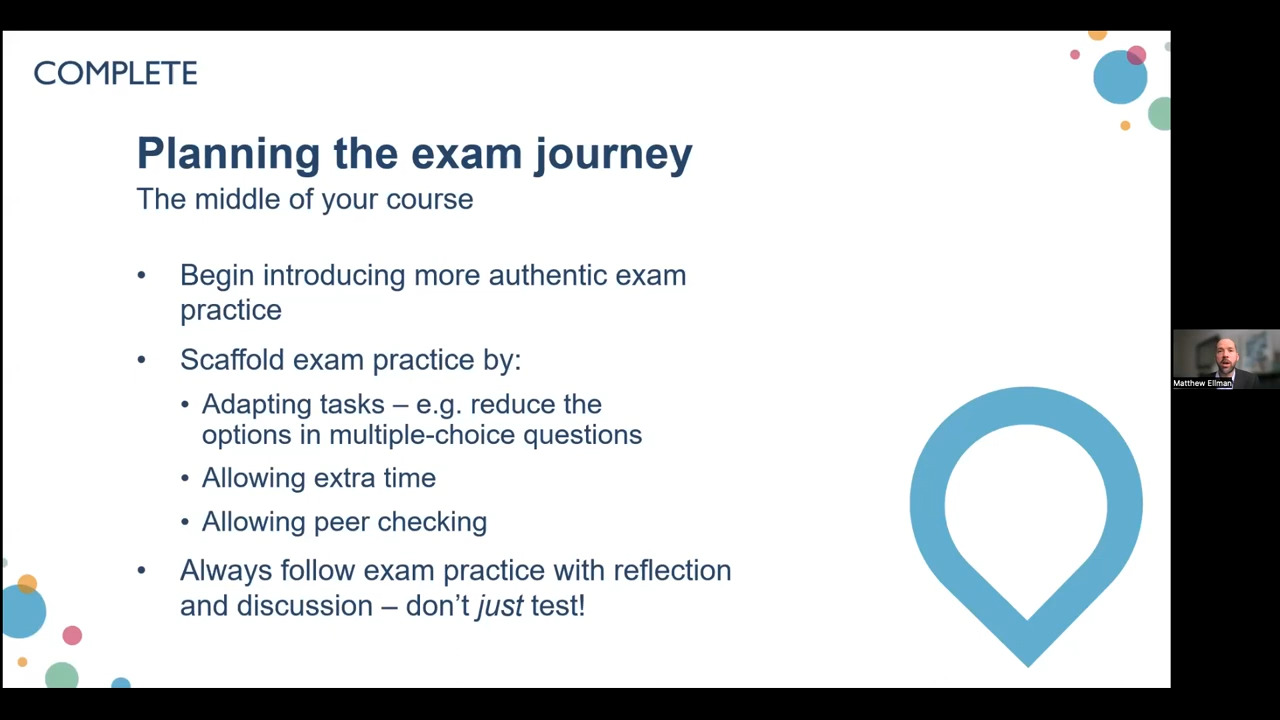 COMPLETE
Planning the exam journey
The middle of your course
• Begin introducing more authentic exam
practice
• Scaffold exam practice by:
• Adapting tasks – e.g. reduce the
options in multiple-choice questions
• Allowing extra time
• Allowing peer checking
• Always follow exam practice with reflection
and discussion – don’t just test!
Matthew Ellman